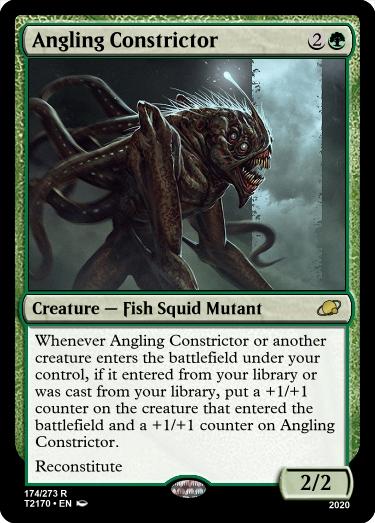 Angling Constrictor 2
Creature — Fish Squid Mutant
Whenever Angling Constrictor or another
creature enters the battlefield under your
control, if it entered from your library or
was cast from your library, put a +1/+1
counter on the creature that entered the
battlefield and a +1/+1 counter on Angling
Constrictor.
Reconstitute
2/2
174/273 R
T2170 • EN
2020